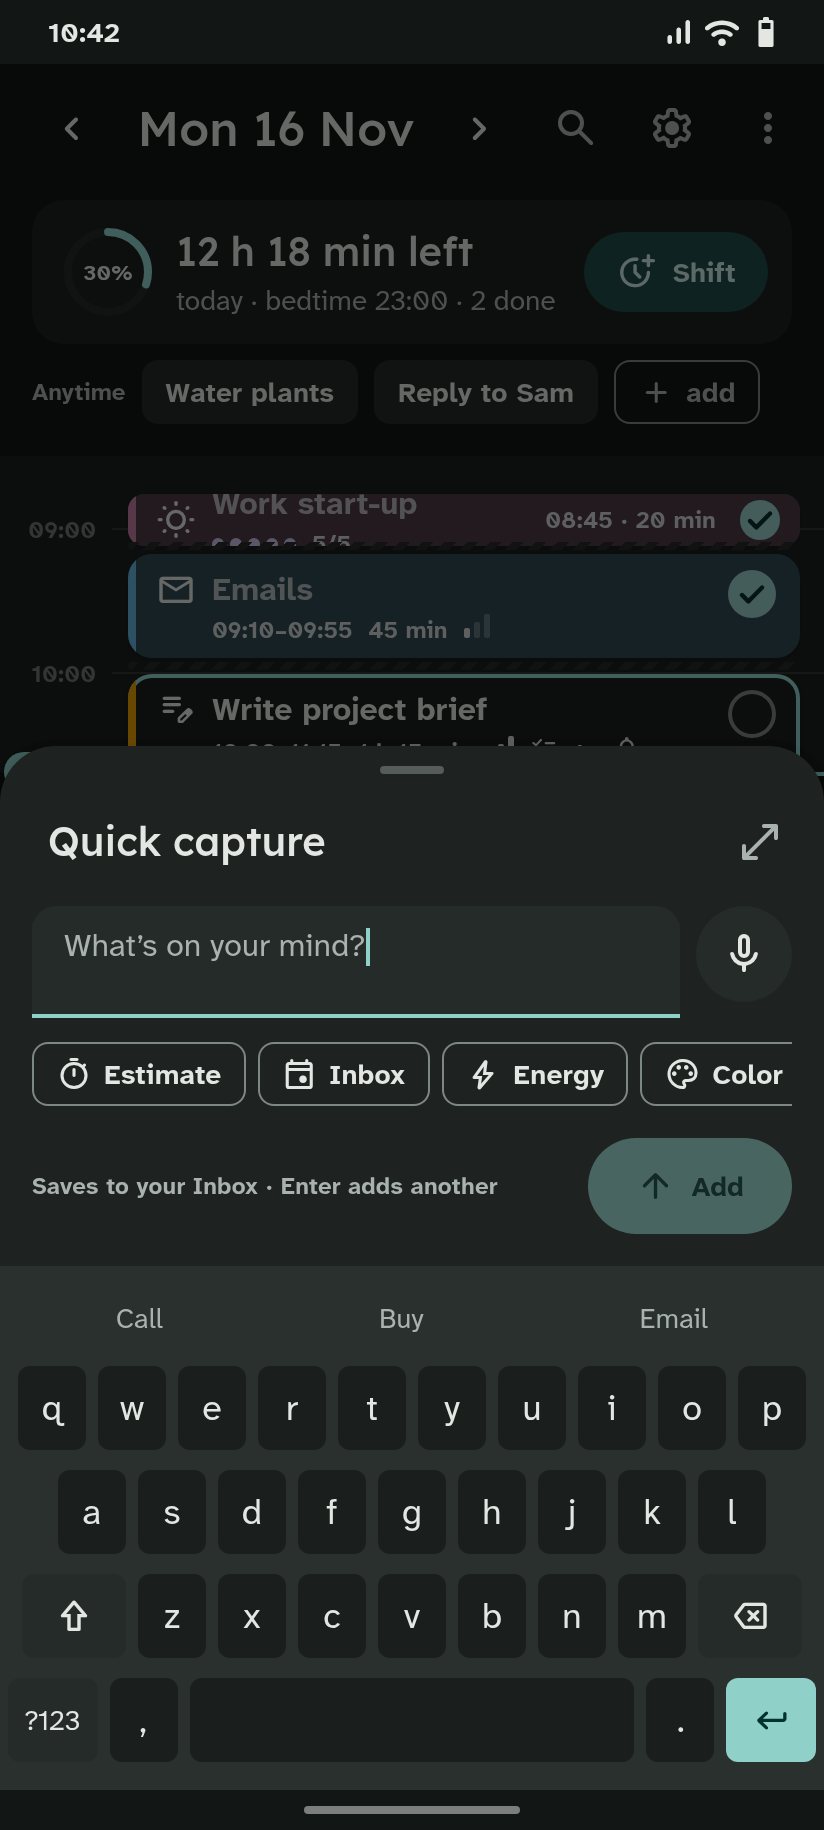 10:42
Mon 16 Nov
30%
12 h 18 min left
today · bedtime 23:00 · 2 done
Shift
Anytime
Water plants
Reply to Sam
add
09:00
Work start-up
5/5
08:45 · 20 min
Emails
09:10–09:55 45 min
10:00
Write project brief
Quick capture
What's on your mind?
Estimate
Inbox
Energy
Color
Saves to your Inbox · Enter adds another
Add
Call Buy Email
q w e r t y u i o p
a s d f g h j k l
z x c v b n m
?123 , .